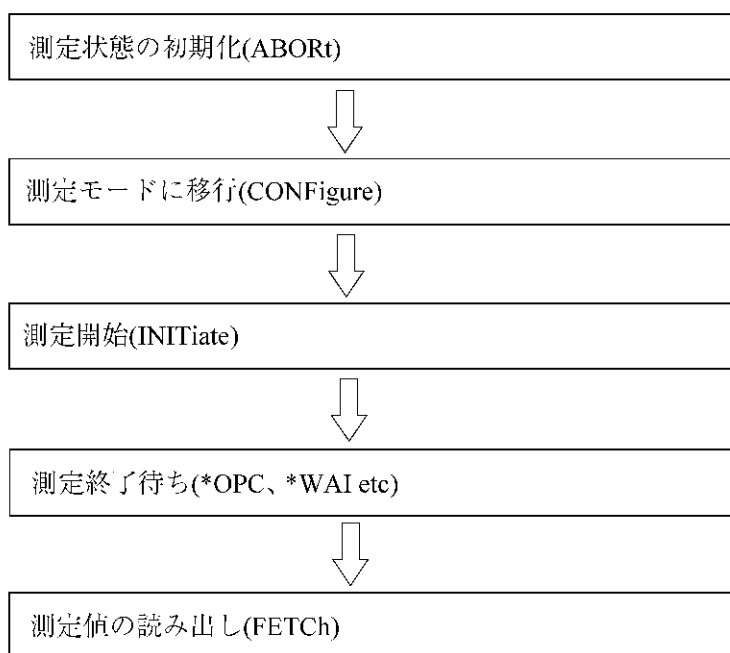 測定状態の初期化(ABORt)
測定モードに移行(CONFigure)
測定開始(INITiate)
測定終了待ち(*OPC、*WAI etc)
測定値の読み出し(FETCh)